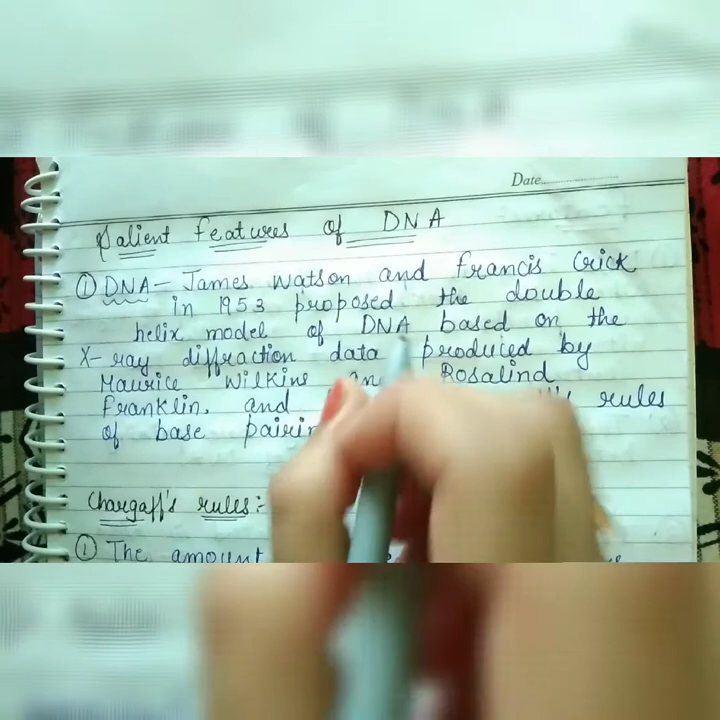 Date
Salient features of DNA
① DNA - James Watson and Francis Crick
in 1953 proposed the double
helix model of DNA based on the
X-ray diffraction data produced by
Maurice Wilkins Rosalind
Franklin, and rules
of base
Chargaff's rules :-
① The amount